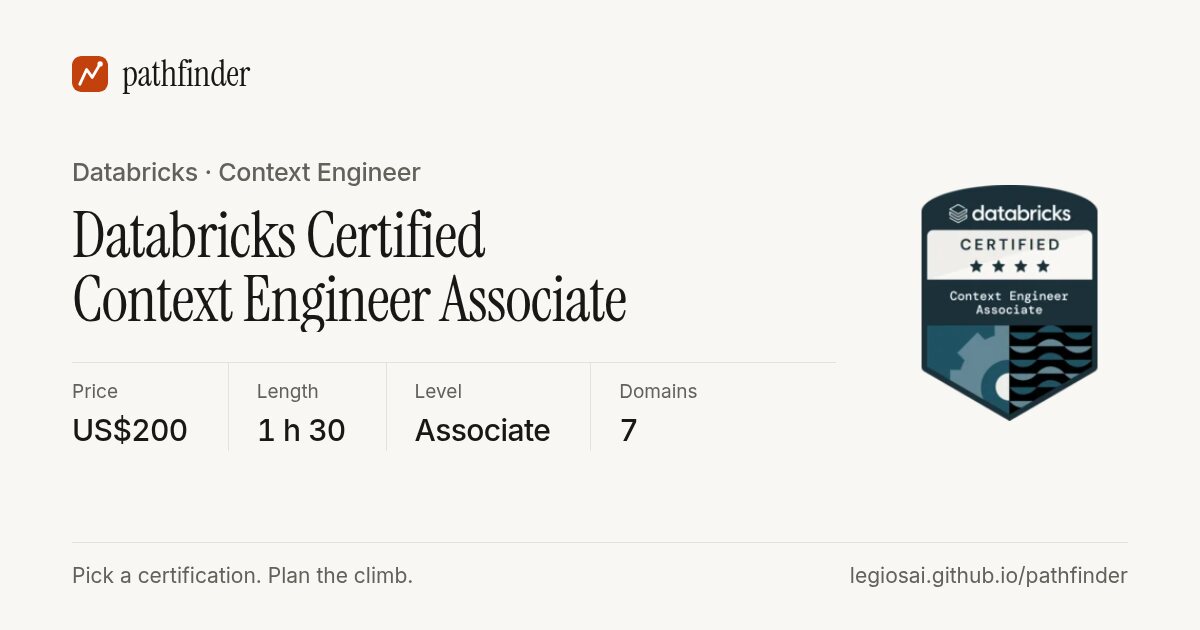 pathfinder
Databricks · Context Engineer
Databricks Certified
Context Engineer Associate
Price
US$200
Length
1 h 30
Level
Associate
Domains
7
databricks
CERTIFIED
Context Engineer
Associate
Pick a certification. Plan the climb.
legiosai.github.io/pathfinder